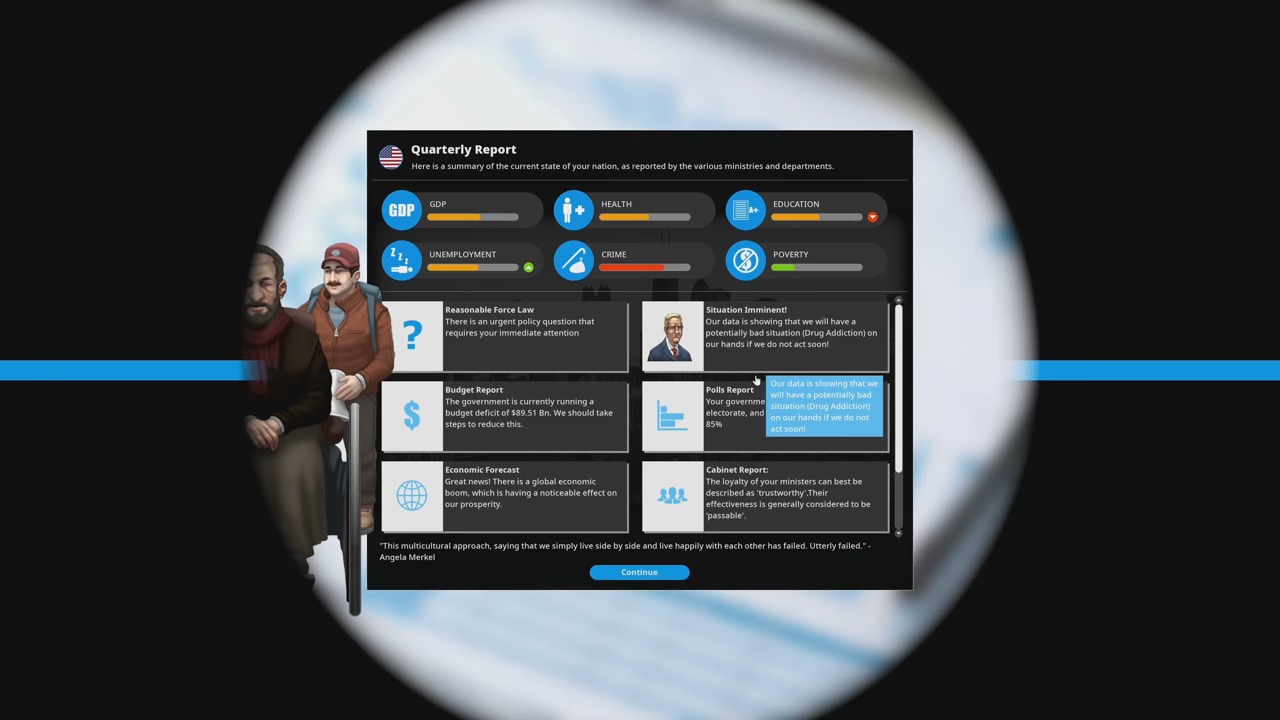 Quarterly Report
Here is a summary of the current state of your nation, as reported by the various ministries and departments.
GDP
GDP
HEALTH
A+
EDUCATION
Z Z Z
UNEMPLOYMENT
CRIME
POVERTY
?
Reasonable Force Law
There is an urgent policy question that
requires your immediate attention
Situation Imminent!
Our data is showing that we will have a
potentially bad situation (Drug Addiction) on
our hands if we do not act soon!
$
Budget Report
The government is currently running a
budget deficit of $89.51 Bn. We should take
steps to reduce this.
Polls Report
Your governme
electorate, and
85%
Our data is showing that we
will have a potentially bad
situation (Drug Addiction)
on our hands if we do not
act soon!
Economic Forecast
Great news! There is a global economic
boom, which is having a noticeable effect on
our prosperity.
Cabinet Report:
The loyalty of your ministers can best be
described as 'trustworthy'.Their
effectiveness is generally considered to be
'passable'.
"This multicultural approach, saying that we simply live side by side and live happily with each other has failed. Utterly failed." -
Angela Merkel
Continue